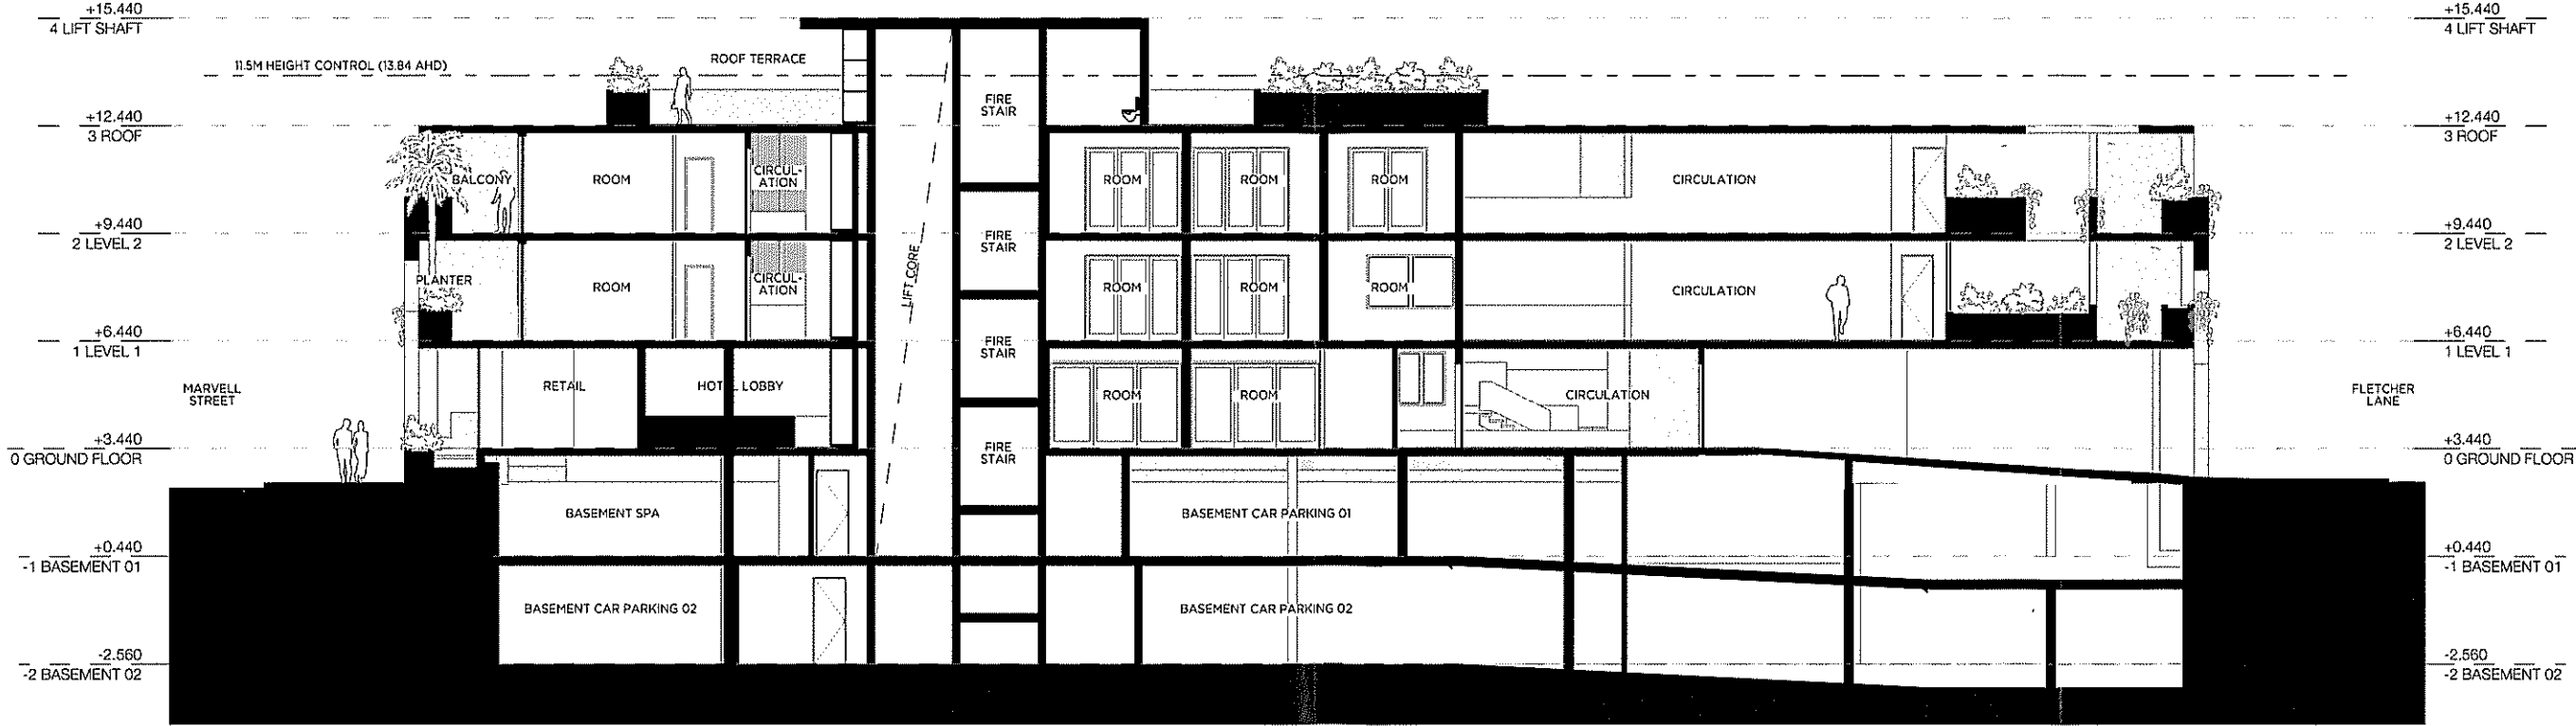 +15.440
4 LIFT SHAFT
+15.440
4 LIFT SHAFT
11.5M HEIGHT CONTROL (13.84 AHD)
ROOF TERRACE
FIRE
STAIR
+12.440
3 ROOF
+12.440
3 ROOF
BALCONY
ROOM
CIRCUL-
ATION
ROOM
ROOM
ROOM
CIRCULATION
+9.440
2 LEVEL 2
FIRE
STAIR
+9.440
2 LEVEL 2
LIFT CORE
PLANTER
ROOM
CIRCUL-
ATION
ROOM
ROOM
ROOM
CIRCULATION
+6.440
1 LEVEL 1
FIRE
STAIR
+6.440
1 LEVEL 1
MARVELL
STREET
RETAIL
HOTEL LOBBY
ROOM
ROOM
CIRCULATION
FLETCHER
LANE
+3.440
0 GROUND FLOOR
FIRE
STAIR
+3.440
0 GROUND FLOOR
BASEMENT SPA
BASEMENT CAR PARKING 01
+0.440
-1 BASEMENT 01
+0.440
-1 BASEMENT 01
BASEMENT CAR PARKING 02
BASEMENT CAR PARKING 02
-2.560
-2 BASEMENT 02
-2.560
-2 BASEMENT 02